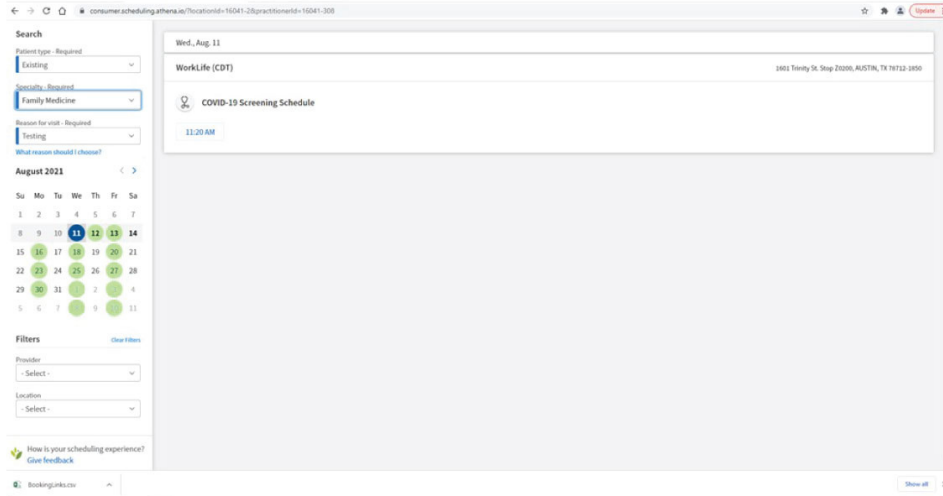 consumer.scheduling.athena.io/?locationId=16041-2&practitionerId=16041-308
Update
Search
Patient type - Required
Existing
Specialty - Required
Family Medicine
Reason for visit - Required
Testing
What reason should I choose?
August 2021
Su Mo Tu We Th Fr Sa
1 2 3 4 5 6 7
8 9 10 11 12 13 14
15 16 17 18 19 20 21
22 23 24 25 26 27 28
29 30 31 2 4
5 6 7 9 11
Filters
Clear Filters
Provider
- Select -
Location
- Select -
How is your scheduling experience?
Give feedback
Wed., Aug. 11
WorkLife (CDT)
1601 Trinity St. Stop Z0200, AUSTIN, TX 78712-1850
COVID-19 Screening Schedule
11:20 AM
BookingLinks.csv
Show all